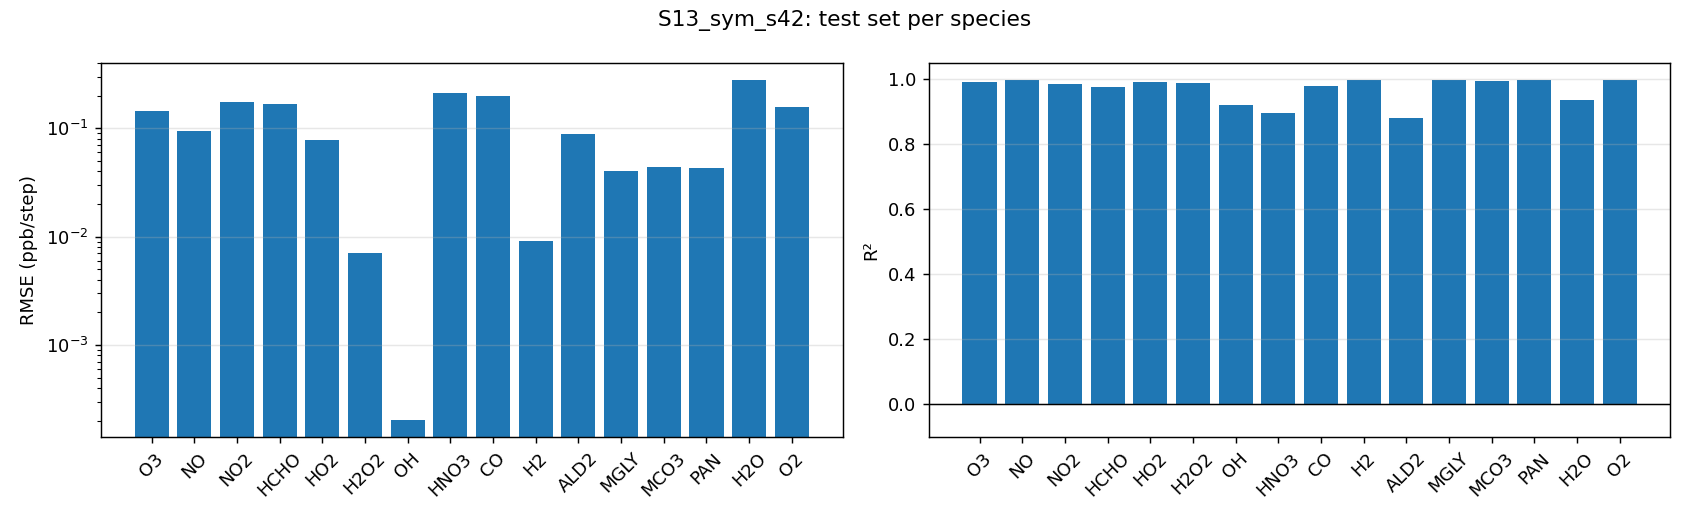 S13_sym_s42: test set per species
RMSE (ppb/step)
10⁻¹
10⁻²
10⁻³
O3
NO
NO2
HCHO
HO2
H2O2
OH
HNO3
CO
H2
ALD2
MGLY
MCO3
PAN
H2O
O2
R²
1.0
0.8
0.6
0.4
0.2
0.0
O3
NO
NO2
HCHO
HO2
H2O2
OH
HNO3
CO
H2
ALD2
MGLY
MCO3
PAN
H2O
O2